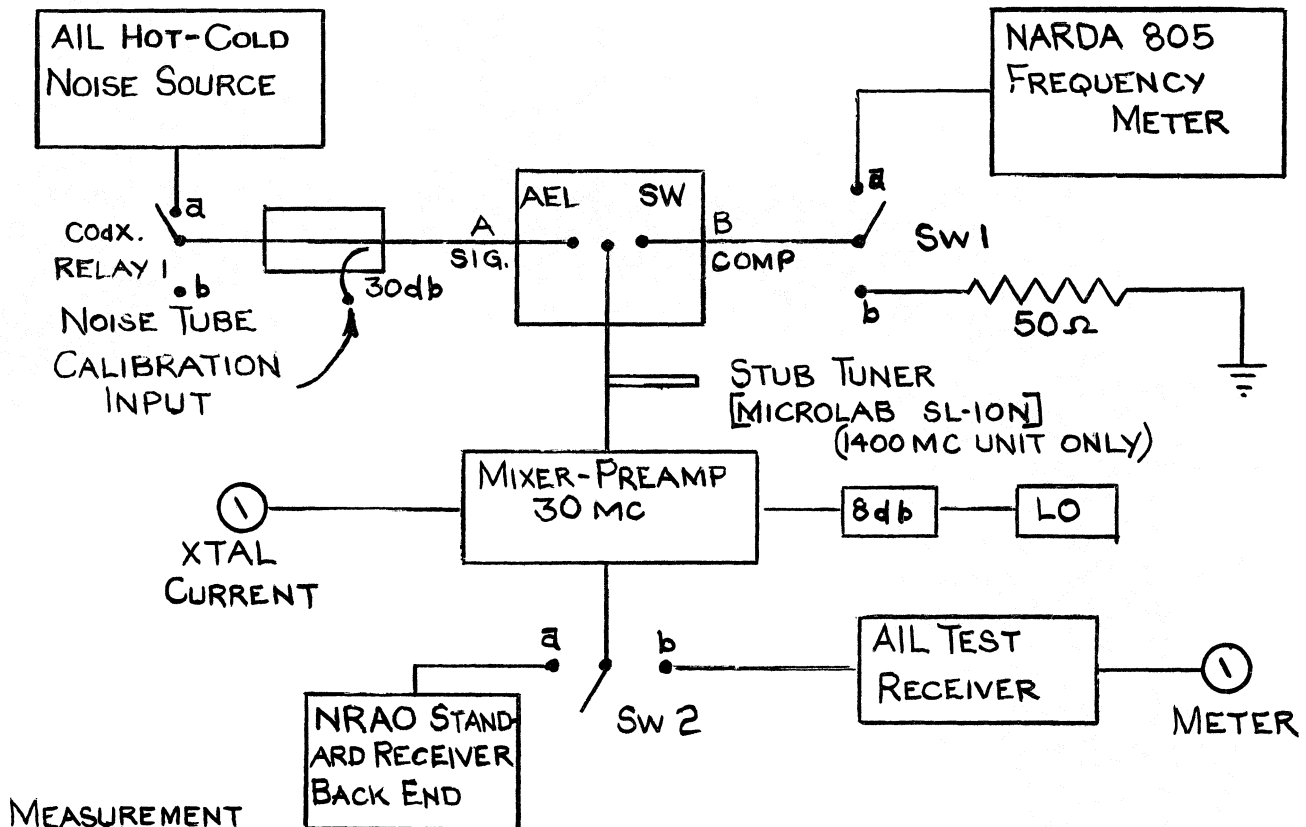 AIL HOT-COLD
NOISE SOURCE
NARDA 805
FREQUENCY
METER
a
COAX.
RELAY 1
b
30db
NOISE TUBE
CALIBRATION
INPUT
A
SIG.
AEL SW
B
COMP
a
SW 1
b
50Ω
STUB TUNER
[MICROLAB SL-10N]
(1400 MC UNIT ONLY)
MIXER-PREAMP
30 MC
8db
LO
XTAL
CURRENT
a
b
SW 2
AIL TEST
RECEIVER
METER
NRAO STAND-
ARD RECEIVER
BACK END
MEASUREMENT